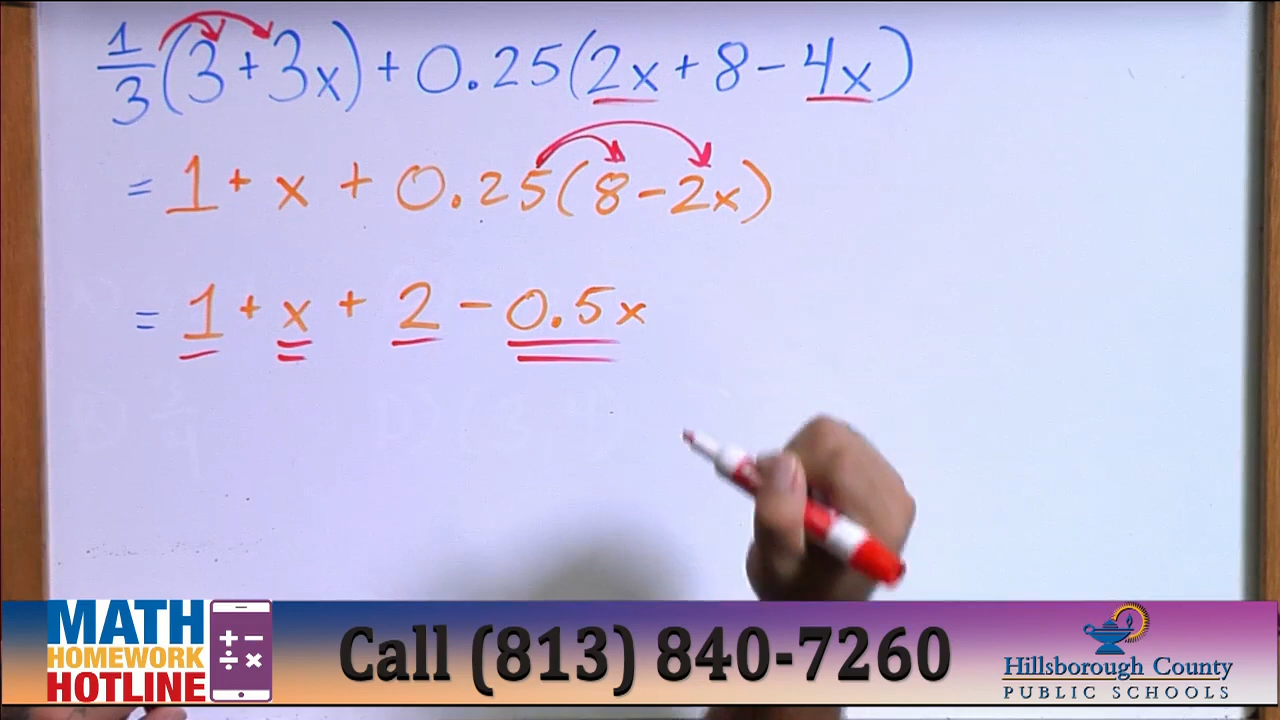 1/3(3+3x)+0.25(2x+8-4x)
= 1 + x + 0.25(8-2x)
= 1 + x + 2 - 0.5x
MATH
HOMEWORK
HOTLINE
+ −
÷ ×
Call (813) 840-7260
Hillsborough County
PUBLIC SCHOOLS